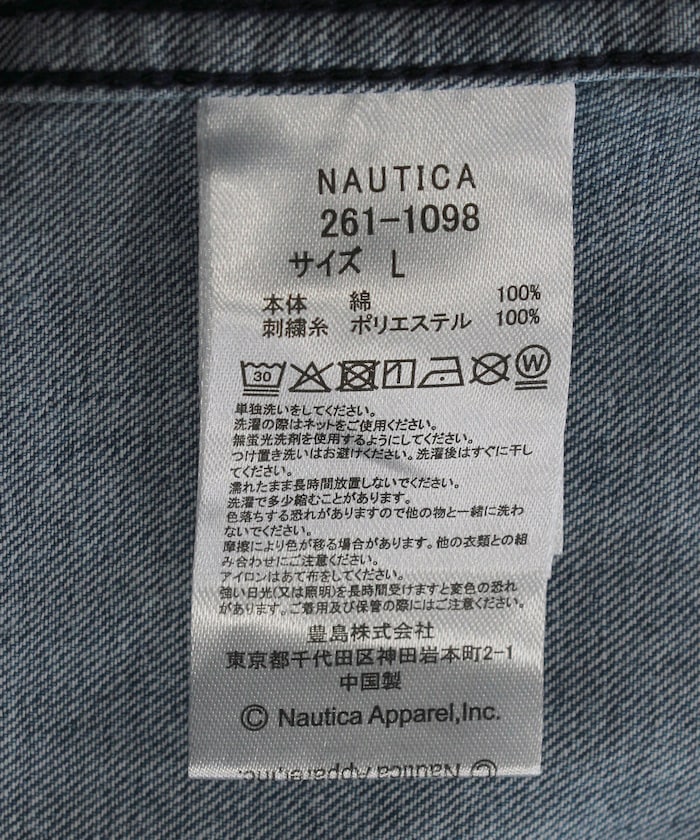 NAUTICA
261-1098
サイズ L
本体 綿 100%
刺繍糸 ポリエステル 100%
30 W
単独洗いをしてください。
洗濯の際はネットをご使用ください。
無蛍光洗剤を使用するようにしてください。
つけ置き洗いはお避けください。洗濯後はすぐに干し
てください。
濡れたまま長時間放置しないでください。
洗濯で多少縮むことがあります。
色落ちする恐れがありますので他の物と一緒に洗わ
ないでください。
摩擦により色が移る場合があります。他の衣類との組
み合わせにご注意ください。
アイロンはあて布をしてください。
強い日光(又は照明)を長時間受けますと変色の恐れ
があります。ご着用及び保管の際にはご注意ください。
豊島株式会社
東京都千代田区神田岩本町2-1
中国製
© Nautica Apparel,Inc.
© Nautica Apparel,Inc.